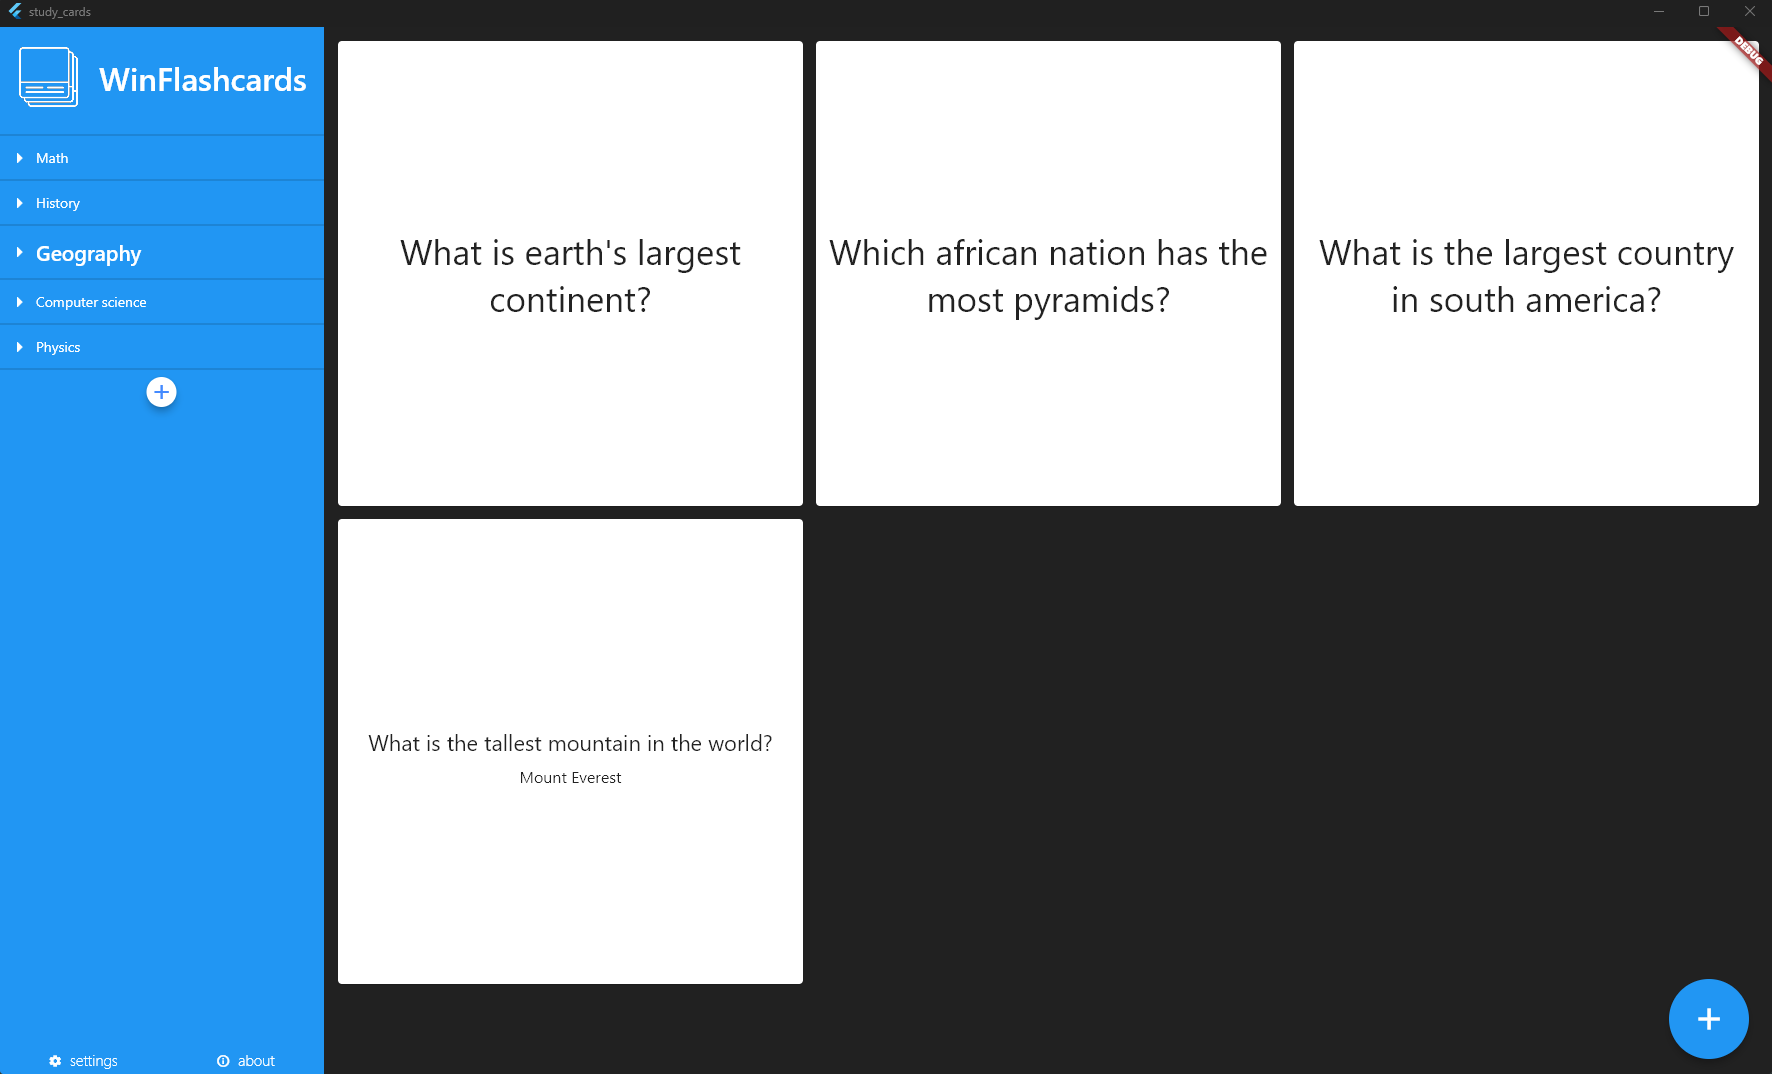 study_cards
DEBUG
WinFlashcards
Math
History
Geography
Computer science
Physics
settings
about
What is earth's largest
continent?
Which african nation has the
most pyramids?
What is the largest country
in south america?
What is the tallest mountain in the world?
Mount Everest